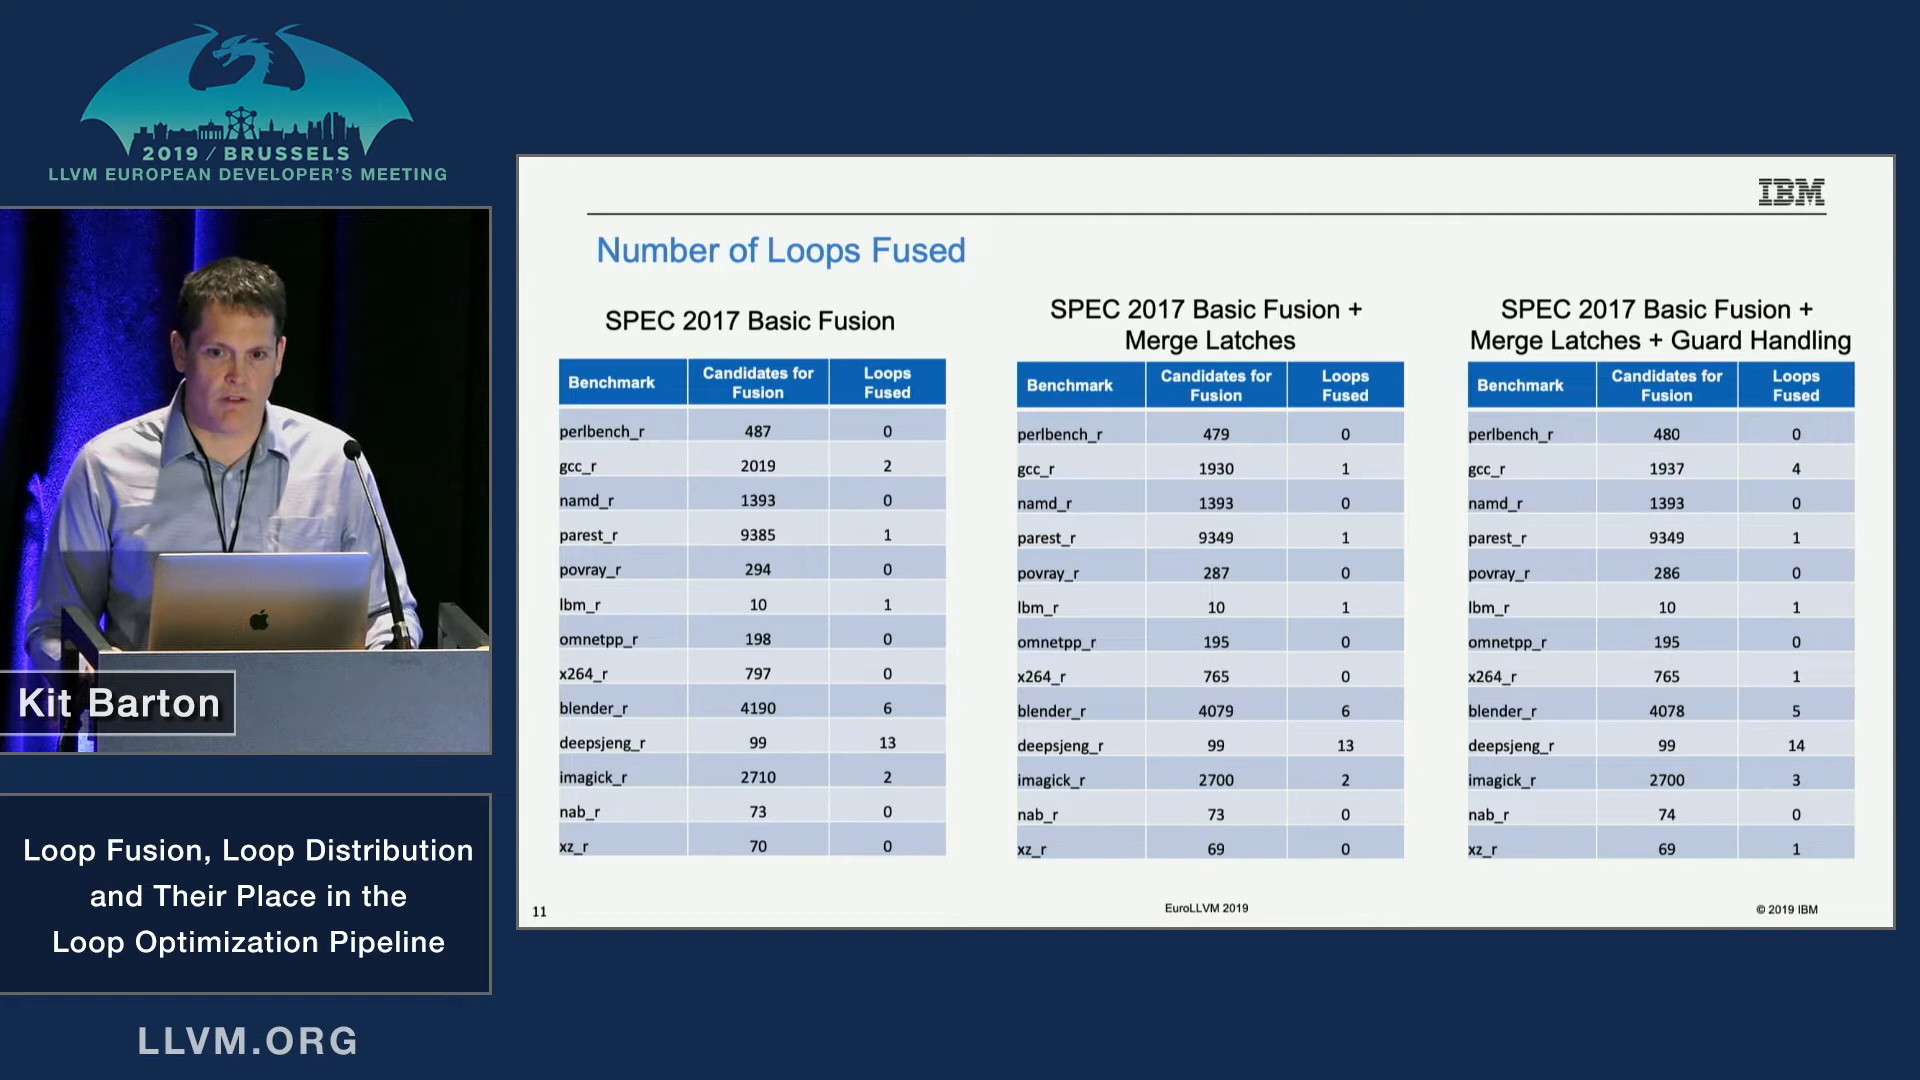 2019 / BRUSSELS
LLVM EUROPEAN DEVELOPER'S MEETING
Kit Barton
Loop Fusion, Loop Distribution
and Their Place in the
Loop Optimization Pipeline
LLVM.ORG
IBM
Number of Loops Fused
SPEC 2017 Basic Fusion
Benchmark Candidates for Fusion Loops Fused
perlbench_r 487 0
gcc_r 2019 2
namd_r 1393 0
parest_r 9385 1
povray_r 294 0
lbm_r 10 1
omnetpp_r 198 0
x264_r 797 0
blender_r 4190 6
deepsjeng_r 99 13
imagick_r 2710 2
nab_r 73 0
xz_r 70 0
SPEC 2017 Basic Fusion +
Merge Latches
Benchmark Candidates for Fusion Loops Fused
perlbench_r 479 0
gcc_r 1930 1
namd_r 1393 0
parest_r 9349 1
povray_r 287 0
lbm_r 10 1
omnetpp_r 195 0
x264_r 765 0
blender_r 4079 6
deepsjeng_r 99 13
imagick_r 2700 2
nab_r 73 0
xz_r 69 0
SPEC 2017 Basic Fusion +
Merge Latches + Guard Handling
Benchmark Candidates for Fusion Loops Fused
perlbench_r 480 0
gcc_r 1937 4
namd_r 1393 0
parest_r 9349 1
povray_r 286 0
lbm_r 10 1
omnetpp_r 195 0
x264_r 765 1
blender_r 4078 5
deepsjeng_r 99 14
imagick_r 2700 3
nab_r 74 0
xz_r 69 1
11
EuroLLVM 2019
© 2019 IBM